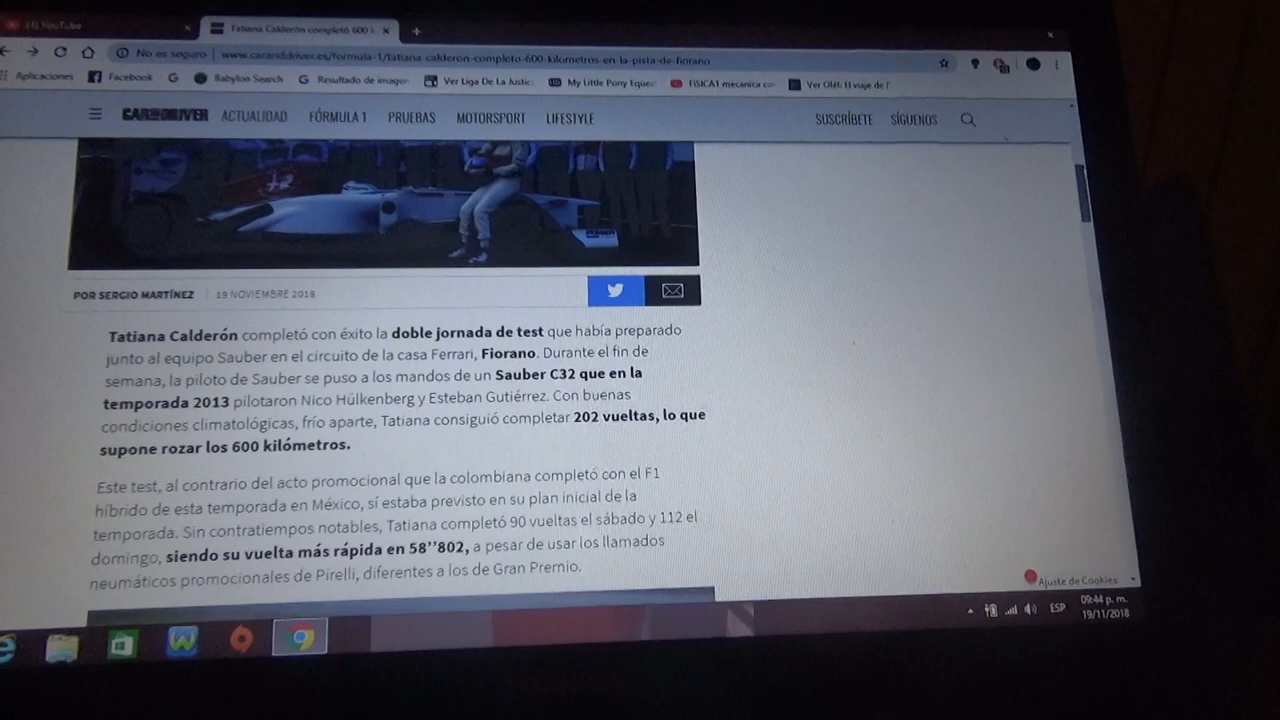 YouTube
Tatiana Calderón completó 600
No es seguro | www.caranddriver.es/formula-1/tatiana-calderon-completo-600-kilometros-en-la-pista-de-fiorano
Aplicaciones Facebook Babylon Search Resultado de imagen Ver Liga De La Justic My Little Pony Eques FISICA1 mecanica Ver Olé!: El viaje de
CAR AND DRIVER ACTUALIDAD FÓRMULA 1 PRUEBAS MOTORSPORT LIFESTYLE SUSCRÍBETE SÍGUENOS
POR SERGIO MARTÍNEZ | 19 NOVIEMBRE 2018
Tatiana Calderón completó con éxito la doble jornada de test que había preparado
junto al equipo Sauber en el circuito de la casa Ferrari, Fiorano. Durante el fin de
semana, la piloto de Sauber se puso a los mandos de un Sauber C32 que en la
temporada 2013 pilotaron Nico Hülkenberg y Esteban Gutiérrez. Con buenas
condiciones climatológicas, frío aparte, Tatiana consiguió completar 202 vueltas, lo que
supone rozar los 600 kilómetros.
Este test, al contrario del acto promocional que la colombiana completó con el F1
híbrido de esta temporada en México, sí estaba previsto en su plan inicial de la
temporada. Sin contratiempos notables, Tatiana completó 90 vueltas el sábado y 112 el
domingo, siendo su vuelta más rápida en 58’’802, a pesar de usar los llamados
neumáticos promocionales de Pirelli, diferentes a los de Gran Premio.
Ajuste de Cookies
ESP
09:44 p. m.
19/11/2018